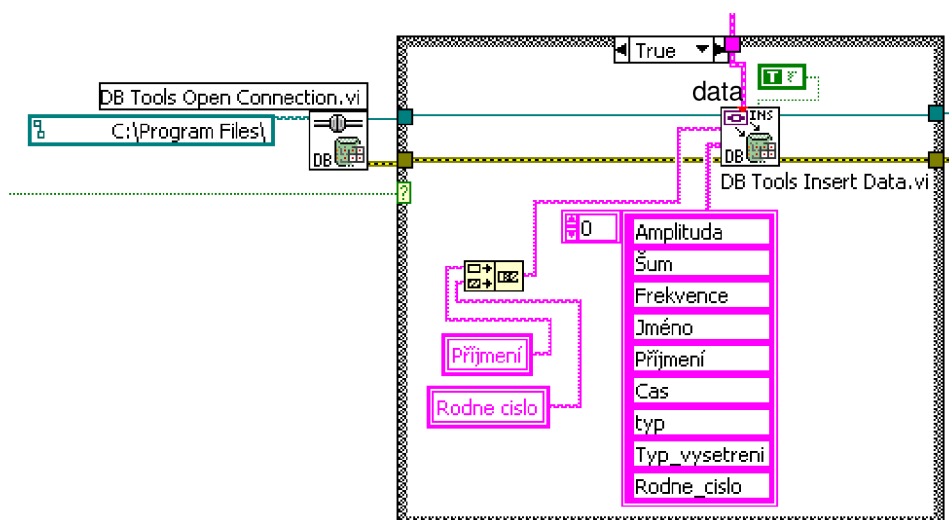 True
T
DB Tools Open Connection.vi
data
INS
C:\Program Files\
DB
DB
?
DB Tools Insert Data.vi
0
Amplituda
Šum
Frekvence
Jméno
Příjmení
Příjmení
Cas
Rodne cislo
typ
Typ_vysetreni
Rodne_cislo